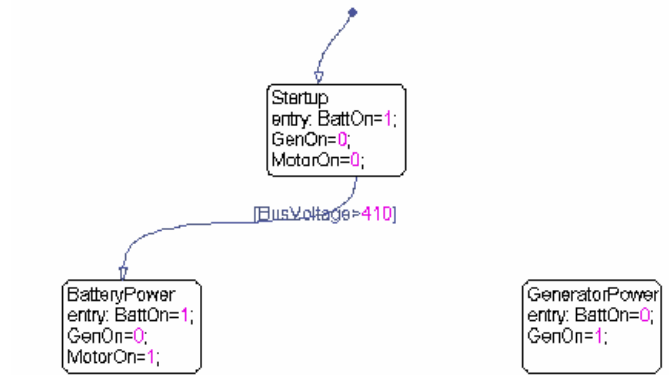 Startup
entry: BattOn=1;
GenOn=0;
MotorOn=0;
[BusVoltage>410]
BatteryPower
entry: BattOn=1;
GenOn=0;
MotorOn=1;
GeneratorPower
entry: BattOn=0;
GenOn=1;